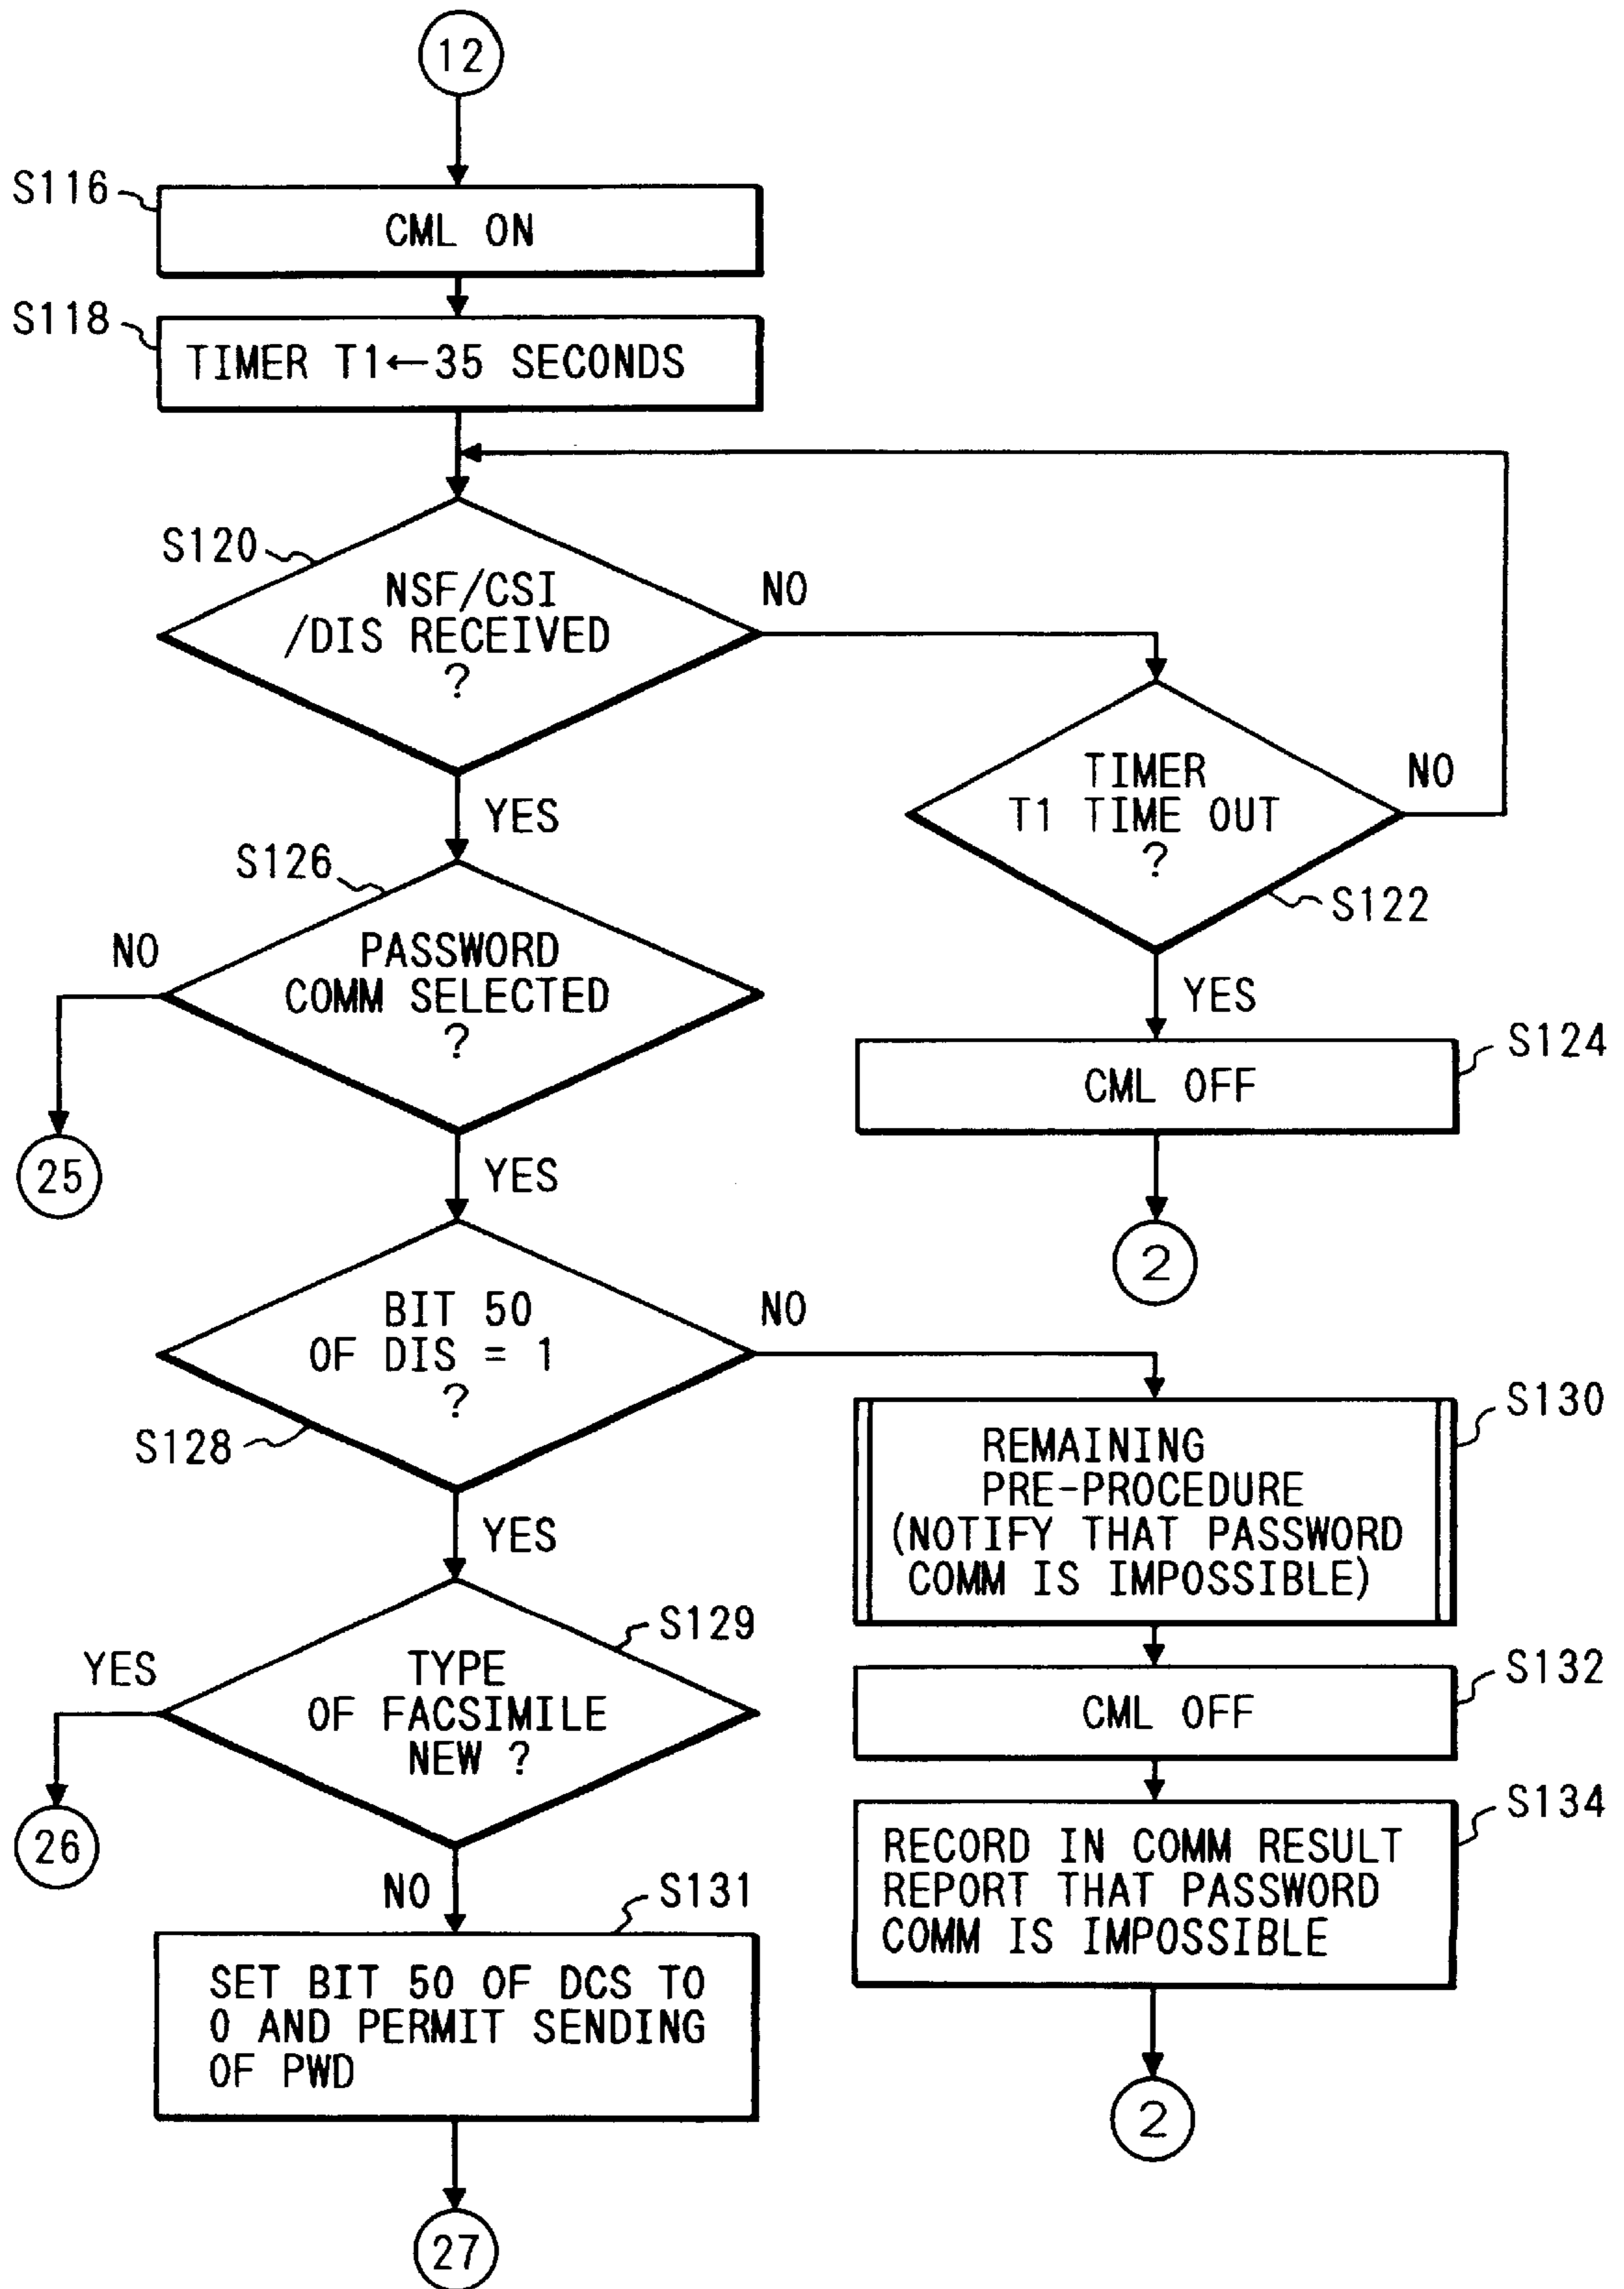 12
S116
CML ON
S118
TIMER T1←35 SECONDS
S120
NSF/CSI
/DIS RECEIVED
?
NO
YES
TIMER
T1 TIME OUT
?
NO
S122
YES
S126
PASSWORD
COMM SELECTED
?
NO
25
YES
S124
CML OFF
2
BIT 50
OF DIS = 1
?
NO
S128
YES
S130
REMAINING
PRE-PROCEDURE
(NOTIFY THAT PASSWORD
COMM IS IMPOSSIBLE)
S129
TYPE
OF FACSIMILE
NEW ?
YES
26
NO
S132
CML OFF
S134
RECORD IN COMM RESULT
REPORT THAT PASSWORD
COMM IS IMPOSSIBLE
2
S131
SET BIT 50 OF DCS TO
0 AND PERMIT SENDING
OF PWD
27